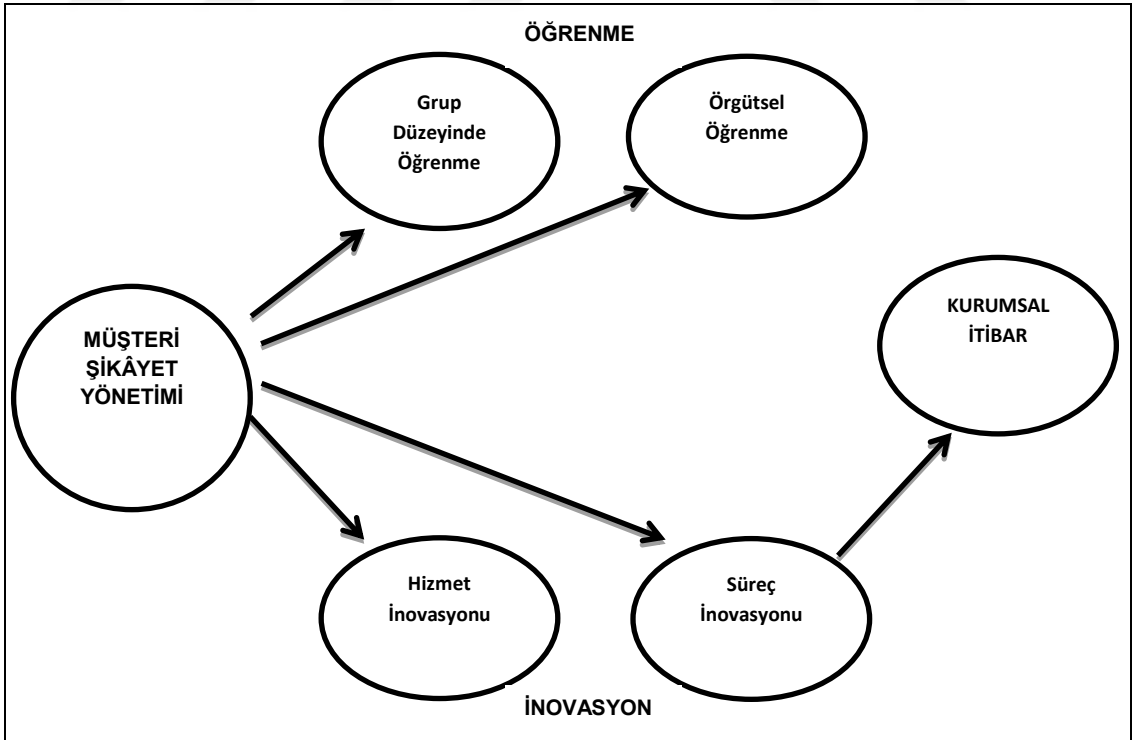 ÖĞRENME
Grup
Düzeyinde
Öğrenme
Örgütsel
Öğrenme
MÜŞTERİ
ŞİKÂYET
YÖNETİMİ
KURUMSAL
İTİBAR
Hizmet
İnovasyonu
Süreç
İnovasyonu
İNOVASYON